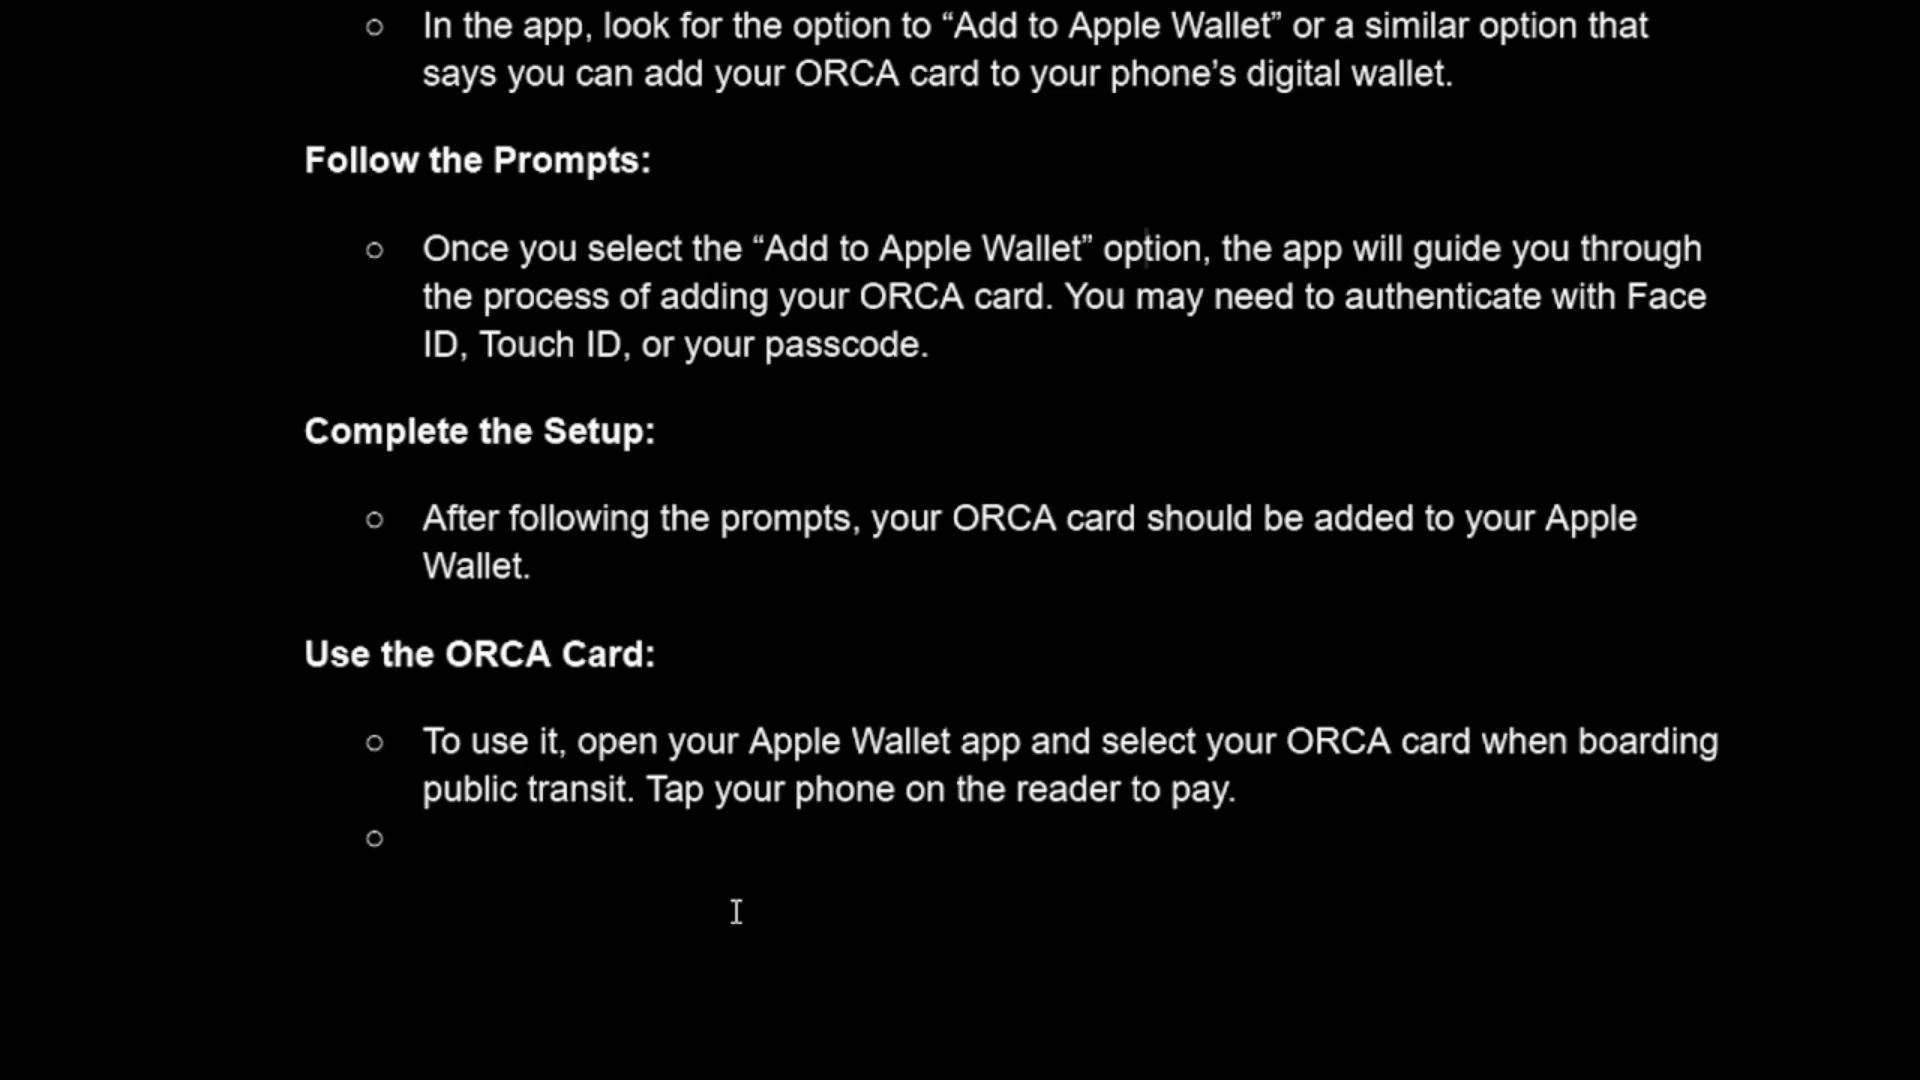 In the app, look for the option to “Add to Apple Wallet” or a similar option that
says you can add your ORCA card to your phone’s digital wallet.
Follow the Prompts:
Once you select the “Add to Apple Wallet” option, the app will guide you through
the process of adding your ORCA card. You may need to authenticate with Face
ID, Touch ID, or your passcode.
Complete the Setup:
After following the prompts, your ORCA card should be added to your Apple
Wallet.
Use the ORCA Card:
To use it, open your Apple Wallet app and select your ORCA card when boarding
public transit. Tap your phone on the reader to pay.